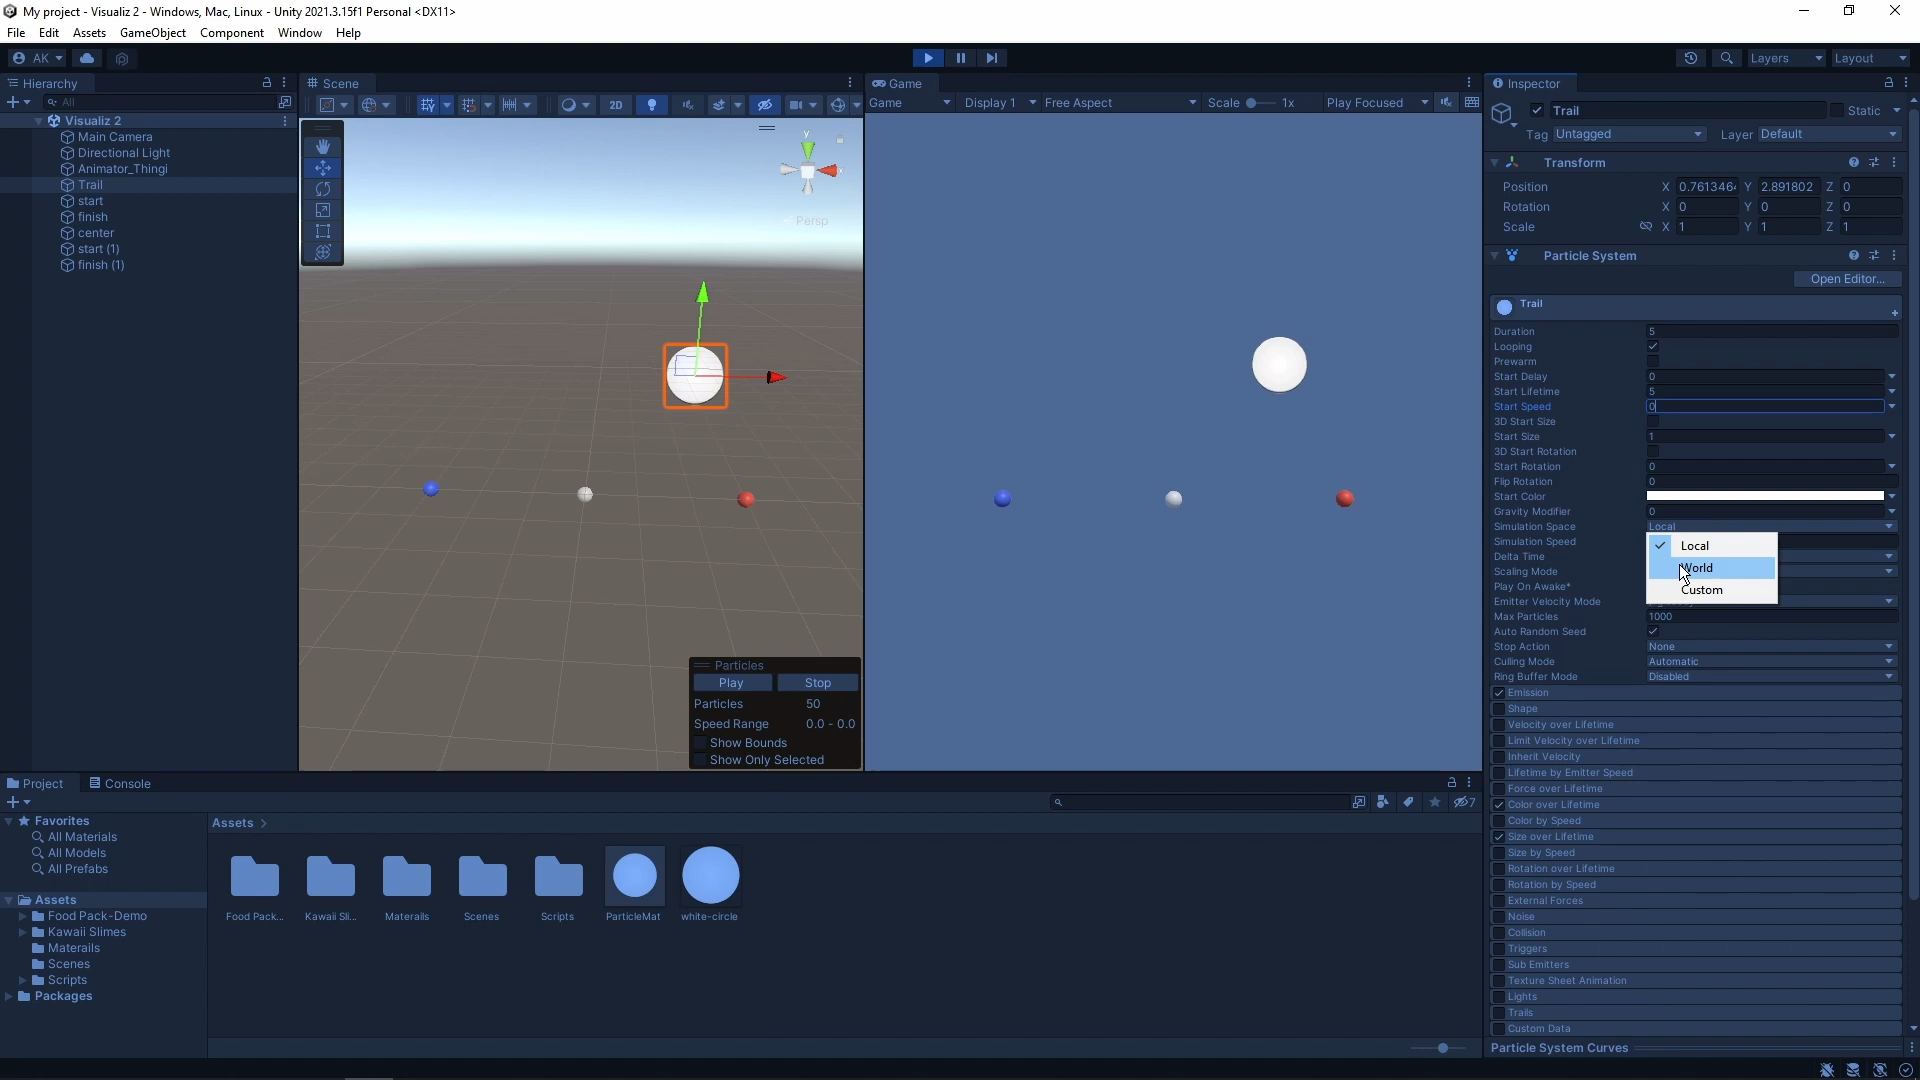 My project - Visualiz 2 - Windows, Mac, Linux - Unity 2021.3.15f1 Personal <DX11>
File Edit Assets GameObject Component Window Help
AK Layers Layout
Hierarchy
All
Visualiz 2
Main Camera
Directional Light
Animator_Thingi
Trail
start
finish
center
start (1)
finish (1)
Scene
2D
y
x
Persp
Particles
Play Stop
Particles 50
Speed Range 0.0 - 0.0
Show Bounds
Show Only Selected
Game
Game Display 1 Free Aspect Scale 1x Play Focused
Inspector
Trail Static
Tag Untagged Layer Default
Transform
Position X 0.761346 Y 2.891802 Z 0
Rotation X 0 Y 0 Z 0
Scale X 1 Y 1 Z 1
Particle System
Open Editor...
Trail
Duration 5
Looping
Prewarm
Start Delay 0
Start Lifetime 5
Start Speed 0
3D Start Size
Start Size 1
3D Start Rotation
Start Rotation 0
Flip Rotation 0
Start Color
Gravity Modifier 0
Simulation Space Local
Simulation Speed
Delta Time
Scaling Mode
Play On Awake*
Emitter Velocity Mode
Local
World
Custom
Max Particles 1000
Auto Random Seed
Stop Action None
Culling Mode Automatic
Ring Buffer Mode Disabled
Emission
Shape
Velocity over Lifetime
Limit Velocity over Lifetime
Inherit Velocity
Lifetime by Emitter Speed
Force over Lifetime
Color over Lifetime
Color by Speed
Size over Lifetime
Size by Speed
Rotation over Lifetime
Rotation by Speed
External Forces
Noise
Collision
Triggers
Sub Emitters
Texture Sheet Animation
Lights
Trails
Custom Data
Particle System Curves
Project Console
7
Favorites
All Materials
All Models
All Prefabs
Assets
Food Pack-Demo
Kawaii Slimes
Materails
Scenes
Scripts
Packages
Assets >
Food Pack... Kawaii Sli... Materails Scenes Scripts ParticleMat white-circle